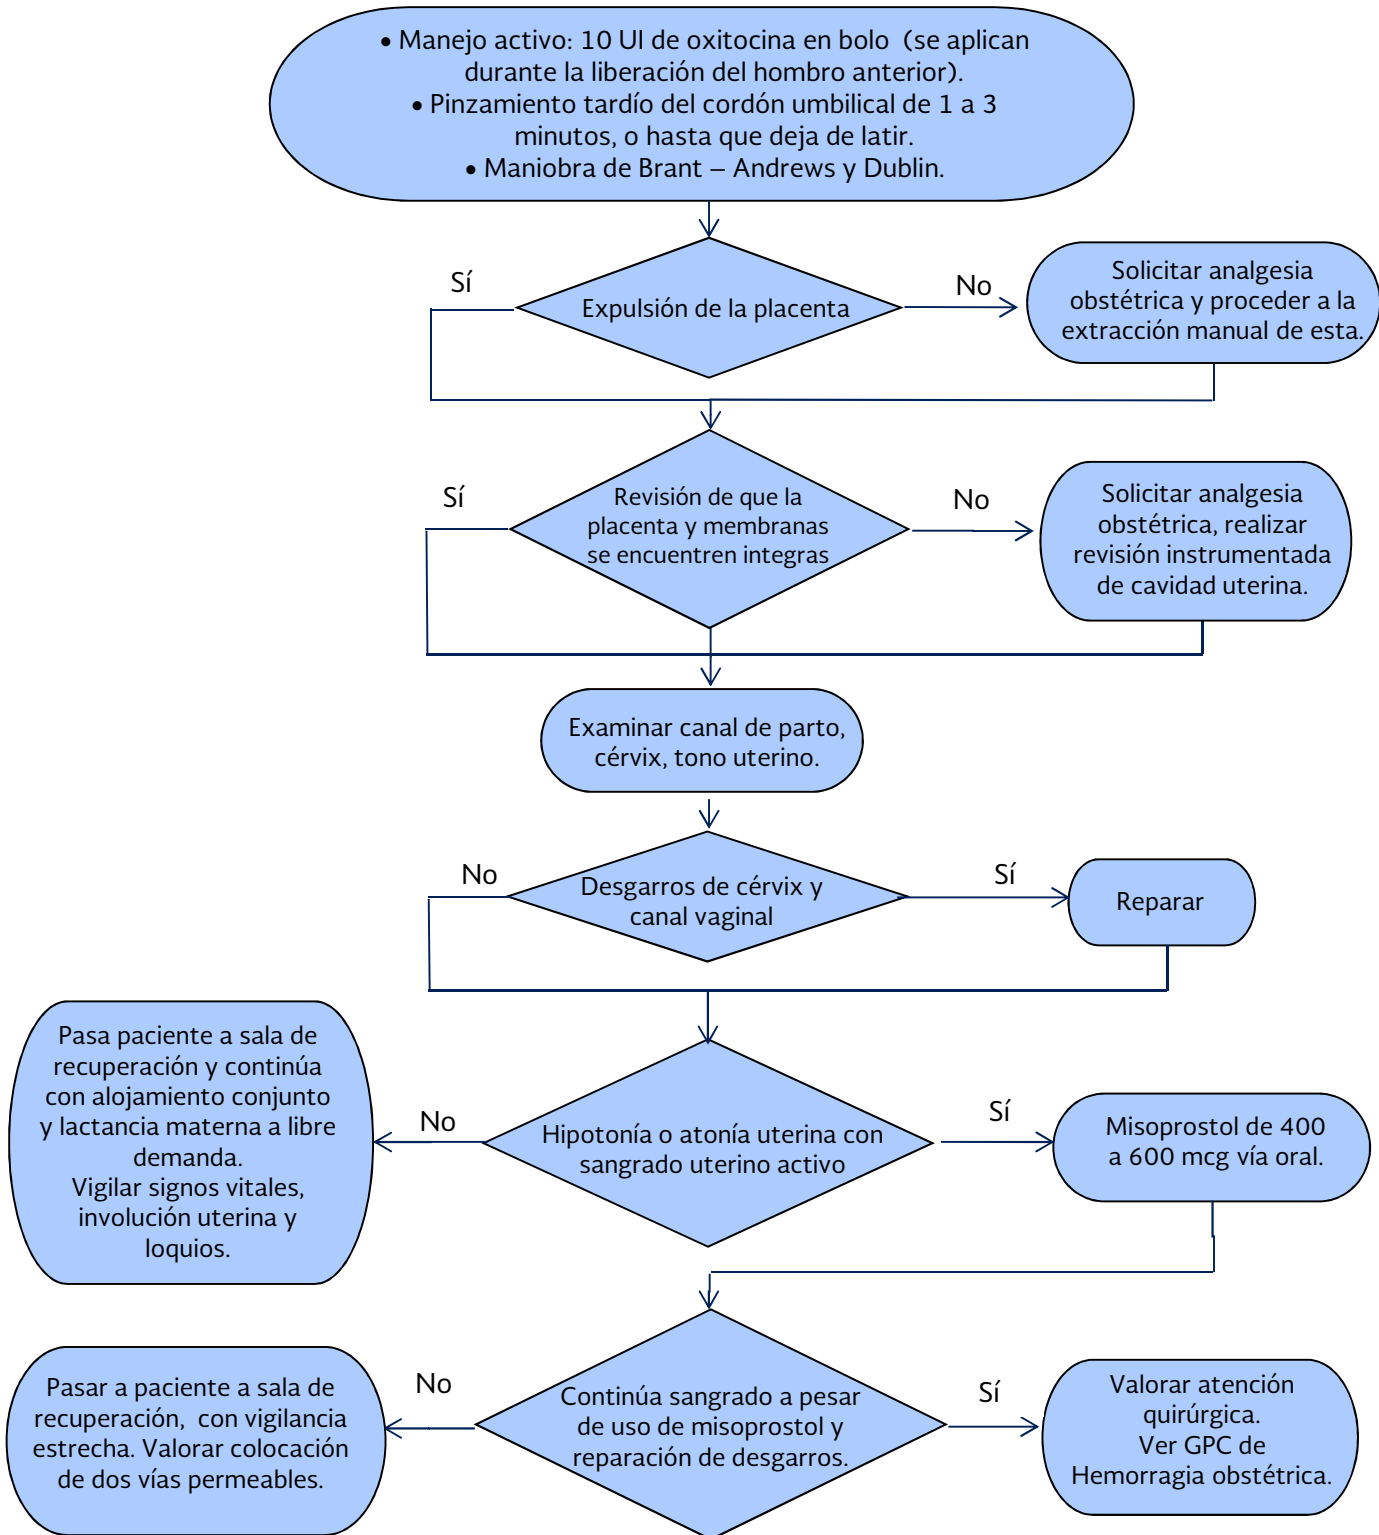 • Manejo activo: 10 UI de oxitocina en bolo (se aplican
durante la liberación del hombro anterior).
• Pinzamiento tardío del cordón umbilical de 1 a 3
minutos, o hasta que deja de latir.
• Maniobra de Brant – Andrews y Dublin.
Sí
Expulsión de la placenta
No
Solicitar analgesia
obstétrica y proceder a la
extracción manual de esta.
Sí
Revisión de que la
placenta y membranas
se encuentren integras
No
Solicitar analgesia
obstétrica, realizar
revisión instrumentada
de cavidad uterina.
Examinar canal de parto,
cérvix, tono uterino.
No
Desgarros de cérvix y
canal vaginal
Sí
Reparar
Pasa paciente a sala de
recuperación y continúa
con alojamiento conjunto
y lactancia materna a libre
demanda.
Vigilar signos vitales,
involución uterina y
loquios.
No
Hipotonía o atonía uterina con
sangrado uterino activo
Sí
Misoprostol de 400
a 600 mcg vía oral.
Pasar a paciente a sala de
recuperación, con vigilancia
estrecha. Valorar colocación
de dos vías permeables.
No
Continúa sangrado a pesar
de uso de misoprostol y
reparación de desgarros.
Sí
Valorar atención
quirúrgica.
Ver GPC de
Hemorragia obstétrica.